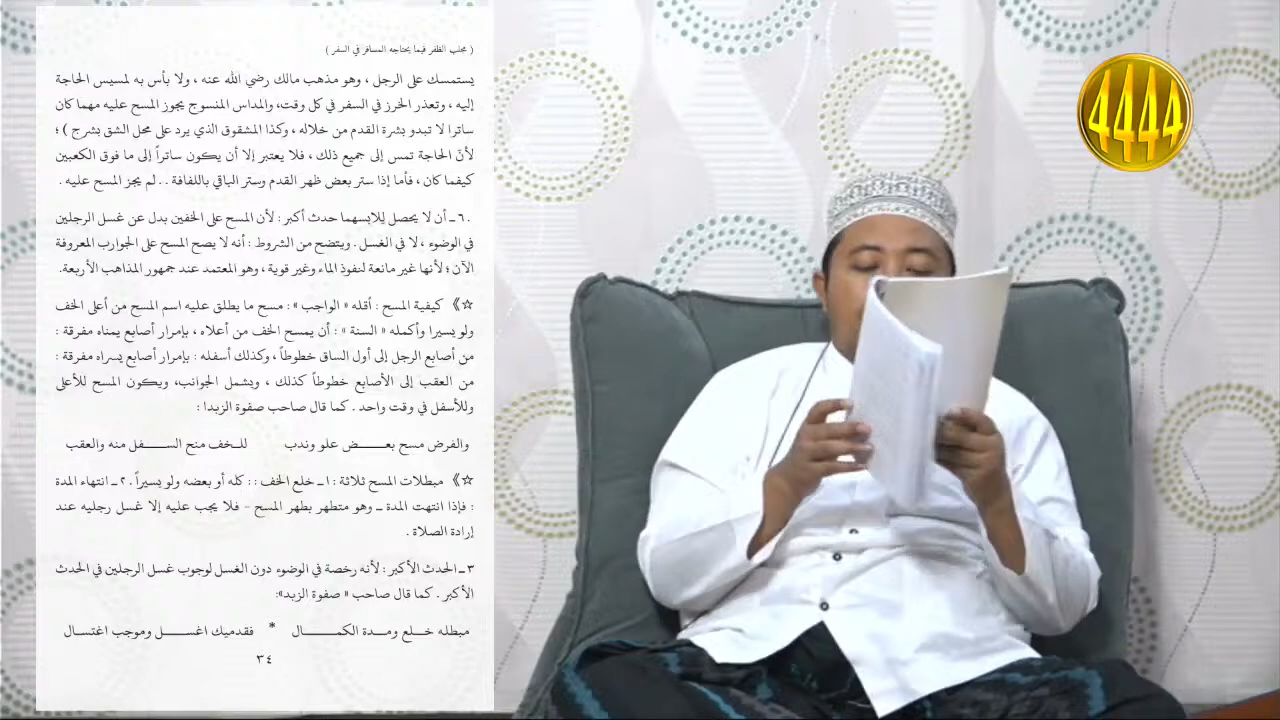 ( مجلب الظفر فيما يحتاجه المسافر في السفر )
يستمسك على الرجل ، وهو مذهب مالك رضي الله عنه ، ولا بأس به لمسيس الحاجة
إليه ، وتعذر الخرز في السفر في كل وقت، والمداس المنسوج يجوز المسح عليه مهما كان
ساترا لا تبدو بشرة القدم من خلاله ، وكذا المشقوق الذي يرد على محل الشق بشرج ) ؛
لأنّ الحاجة تمس إلى جميع ذلك ، فلا يعتبر إلا أن يكون ساتراً إلى ما فوق الكعبين
كيفما كان ، فأما إذا ستر بعض ظهر القدم وستر الباقي باللفافة .. لم يجز المسح عليه .
.٦ ـ أن لا يحصل لِلابسهما حدث أكبر : لأن المسح على الخفين بدل عن غسل الرجلين
في الوضوء ، لا في الغسل . ويتضح من الشروط : أنه لا يصح المسح على الجوارب المعروفة
الآن ؛ لأنها غير مانعة لنفوذ الماء وغير قوية ، وهو المعتمد عند جمهور المذاهب الأربعة.
☆》 كيفية المسح : أقله « الواجب » : مسح ما يطلق عليه اسم المسح من أعلى الخف
ولو يسيرا وأكمله « السنة » : أن يمسح الخف من أعلاه ، بإمرار أصابع يمناه مفرقة :
من أصابع الرجل إلى أول الساق خطوطاً ، وكذلك أسفله : بإمرار أصابع يسراه مفرقة :
من العقب إلى الأصابع خطوطاً كذلك ، ويشمل الجوانب، ويكون المسح للأعلى
وللأسفل في وقت واحد . كما قال صاحب صفوة الزبدا :
والفرض مسح بعــــــض علو وندب للــخف منح الســــــفل منه والعقب
☆》 مبطلات المسح ثلاثة : ١ ـ خلع الخف : : كله أو بعضه ولو يسيراً . ٢ ـ انتهاء المدة
: فإذا انتهت المدة ـ وهو متطهر بطهر المسح - فلا يجب عليه إلا غسل رجليه عند
إرادة الصلاة .
٣ ـ الحدث الأكبر : لأنه رخصة في الوضوء دون الغسل لوجوب غسل الرجلين في الحدث
الأكبر . كما قال صاحب « صفوة الزبد»:
مبطله خــلع ومــدة الكمــــــال * فقدميك اغســــل وموجب اغتســال
٣٤
4444